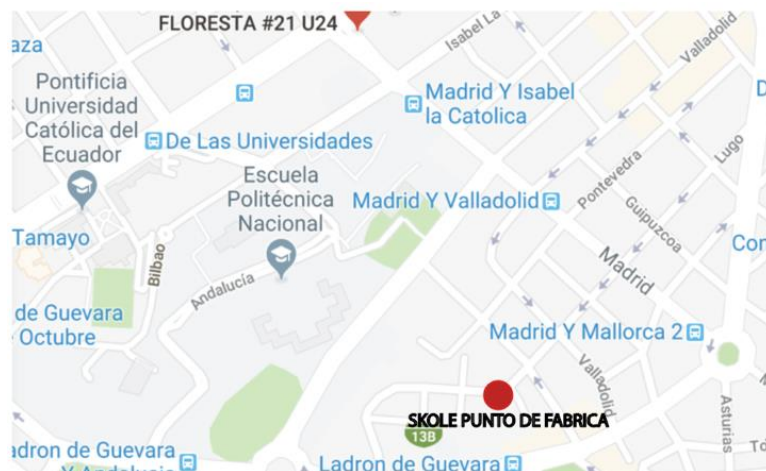 FLORESTA #21 U24
Isabel La
Valladolid
aza
Pontificia
Universidad
Católica del
Ecuador
De Las Universidades
Madrid Y Isabel
la Catolica
Escuela
Politécnica
Nacional
Madrid Y Valladolid
Pontevedra
Lugo
Guipuzcoa
Tamayo
Bilbao
Andalucía
Madrid
Con
de Guevara
Octubre
Madrid Y Mallorca 2
Valladolid
Asturias
SKOLE PUNTO DE FABRICA
13B
adron de Guevara
Y Andalucia
Ladron de Guevara